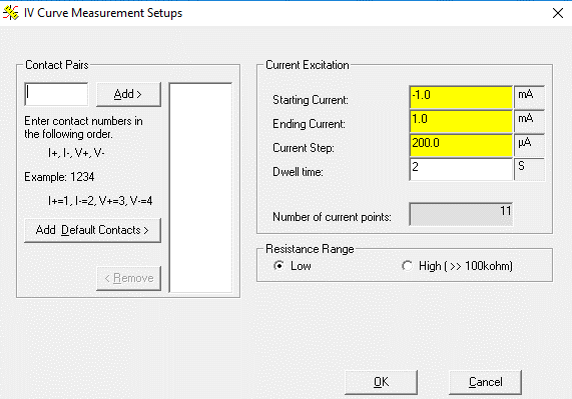 IV Curve Measurement Setups
Contact Pairs
Add >
Enter contact numbers in
the following order.
I+, I-, V+, V-
Example: 1234
I+=1, I-=2, V+=3, V-=4
Add Default Contacts >
< Remove
Current Excitation
Starting Current: -1.0 mA
Ending Current: 1.0 mA
Current Step: 200.0 µA
Dwell time: 2 S
Number of current points: 11
Resistance Range
Low High ( >> 100kohm)
OK Cancel